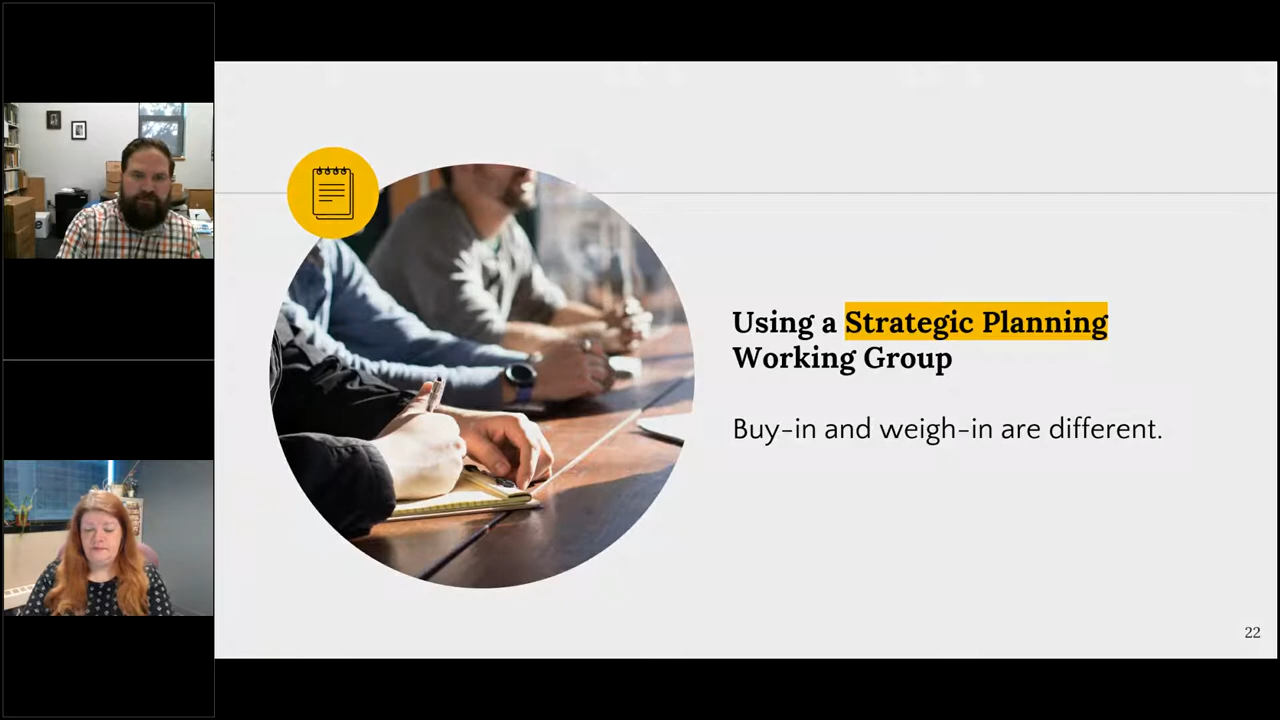 Using a Strategic Planning
Working Group
Buy-in and weigh-in are different.
22